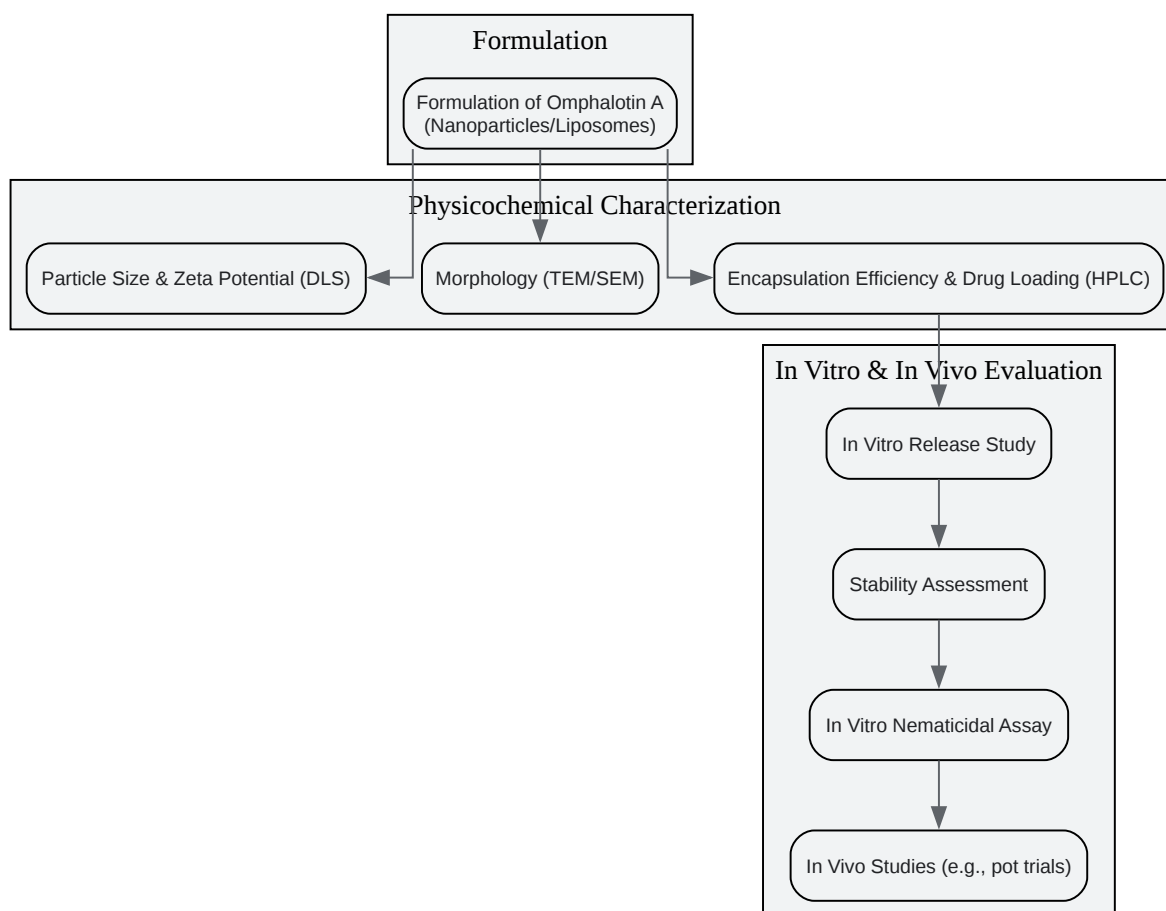 Formulation
Formulation of Omphalotin A
(Nanoparticles/Liposomes)
Physicochemical Characterization
Particle Size & Zeta Potential (DLS)
Morphology (TEM/SEM)
Encapsulation Efficiency & Drug Loading (HPLC)
In Vitro & In Vivo Evaluation
In Vitro Release Study
Stability Assessment
In Vitro Nematicidal Assay
In Vivo Studies (e.g., pot trials)